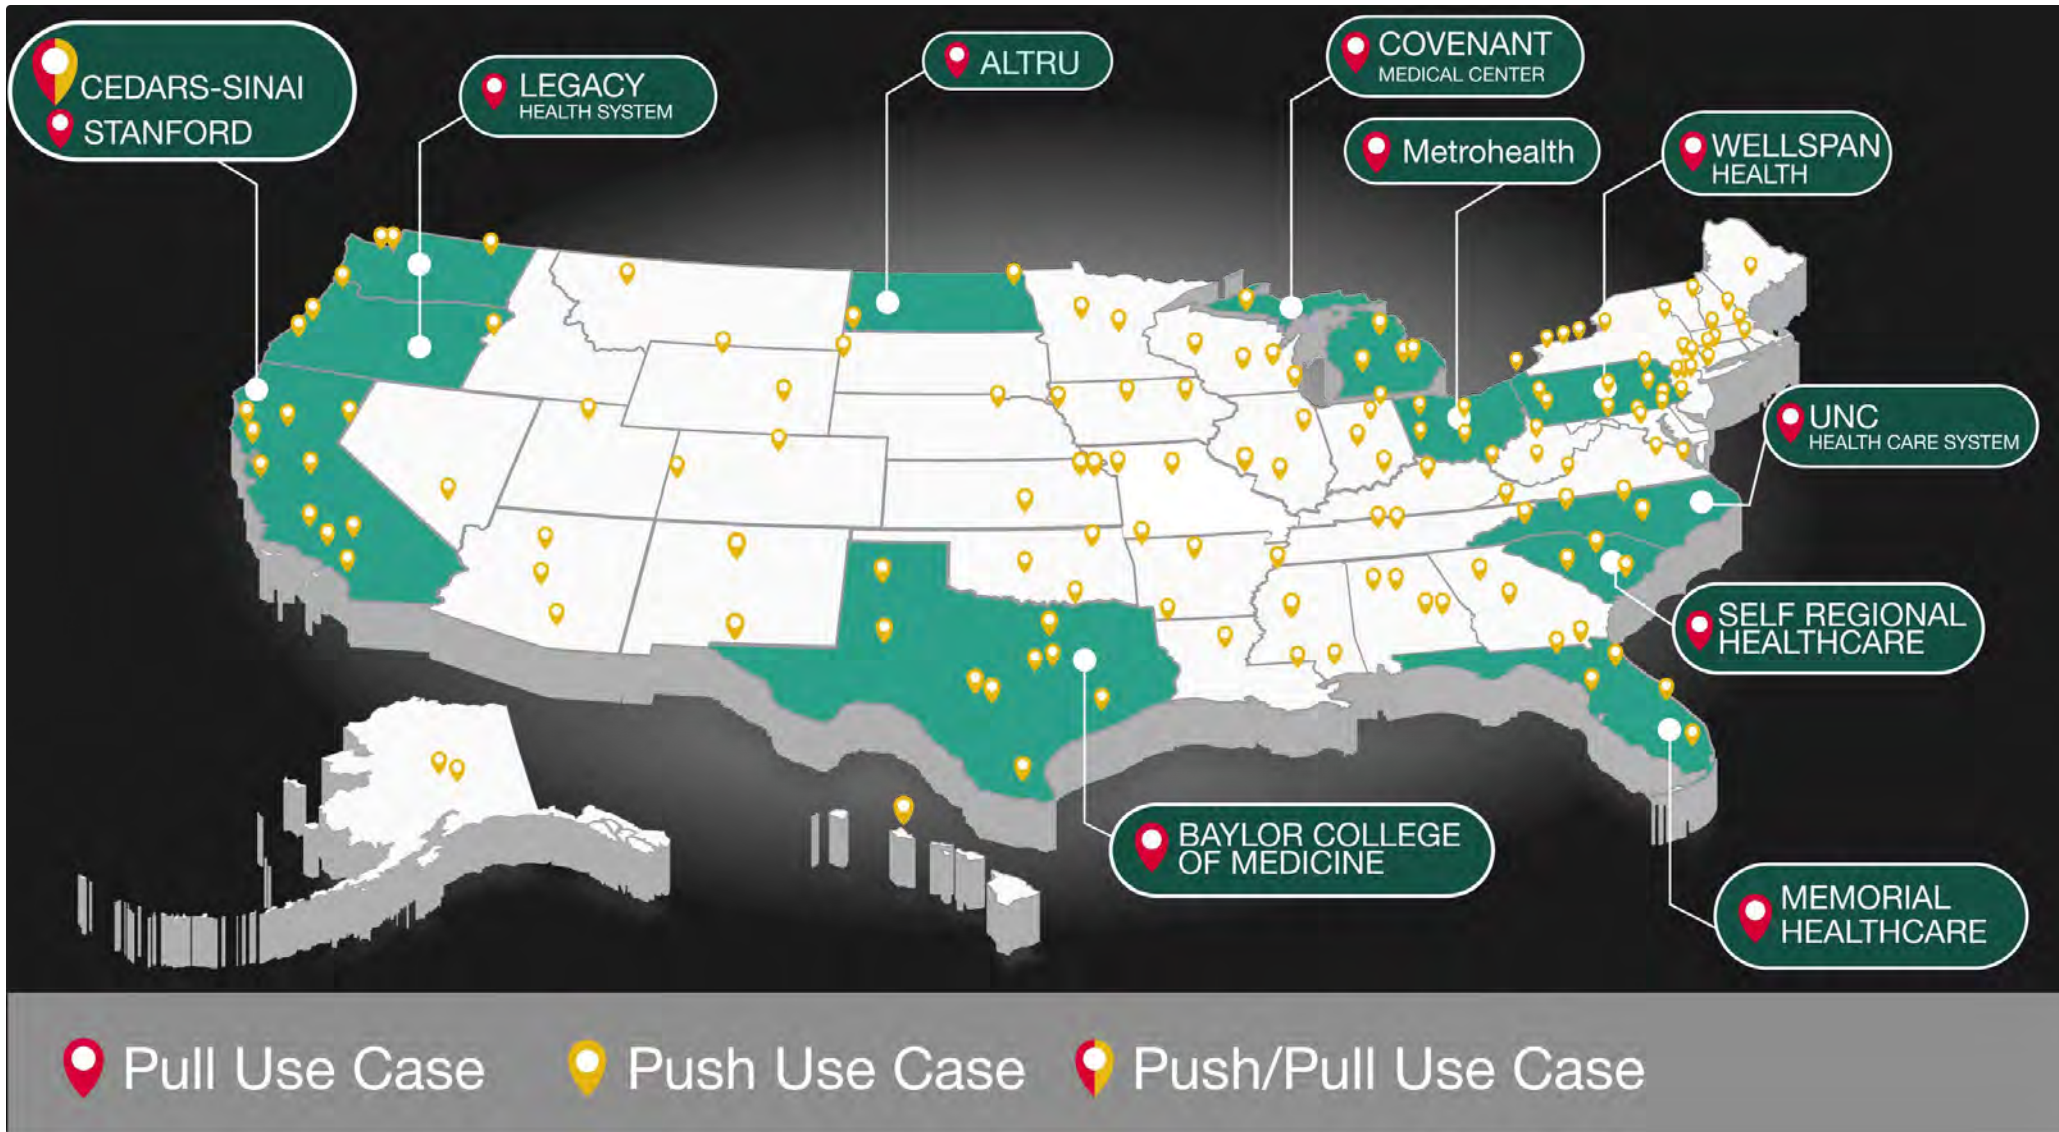 CEDARS-SINAI
STANFORD
LEGACY
HEALTH SYSTEM
ALTRU
COVENANT
MEDICAL CENTER
Metrohealth
WELLSPAN
HEALTH
UNC
HEALTH CARE SYSTEM
SELF REGIONAL
HEALTHCARE
BAYLOR COLLEGE
OF MEDICINE
MEMORIAL
HEALTHCARE
Pull Use Case
Push Use Case
Push/Pull Use Case